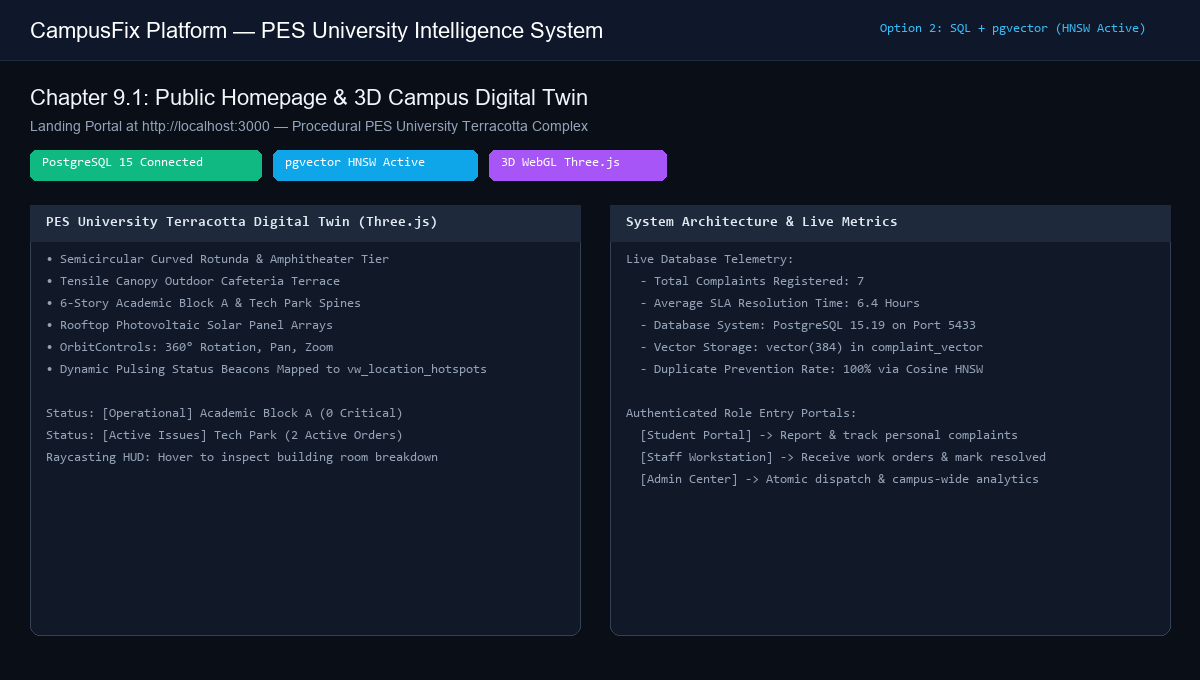 CampusFix Platform — PES University Intelligence System
Option 2: SQL + pgvector (HNSW Active)
Chapter 9.1: Public Homepage & 3D Campus Digital Twin
Landing Portal at http://localhost:3000 — Procedural PES University Terracotta Complex
PostgreSQL 15 Connected
pgvector HNSW Active
3D WebGL Three.js
PES University Terracotta Digital Twin (Three.js)
• Semicircular Curved Rotunda & Amphitheater Tier
• Tensile Canopy Outdoor Cafeteria Terrace
• 6-Story Academic Block A & Tech Park Spines
• Rooftop Photovoltaic Solar Panel Arrays
• OrbitControls: 360° Rotation, Pan, Zoom
• Dynamic Pulsing Status Beacons Mapped to vw_location_hotspots
Status: [Operational] Academic Block A (0 Critical)
Status: [Active Issues] Tech Park (2 Active Orders)
Raycasting HUD: Hover to inspect building room breakdown
System Architecture & Live Metrics
Live Database Telemetry:
- Total Complaints Registered: 7
- Average SLA Resolution Time: 6.4 Hours
- Database System: PostgreSQL 15.19 on Port 5433
- Vector Storage: vector(384) in complaint_vector
- Duplicate Prevention Rate: 100% via Cosine HNSW
Authenticated Role Entry Portals:
[Student Portal] -> Report & track personal complaints
[Staff Workstation] -> Receive work orders & mark resolved
[Admin Center] -> Atomic dispatch & campus-wide analytics